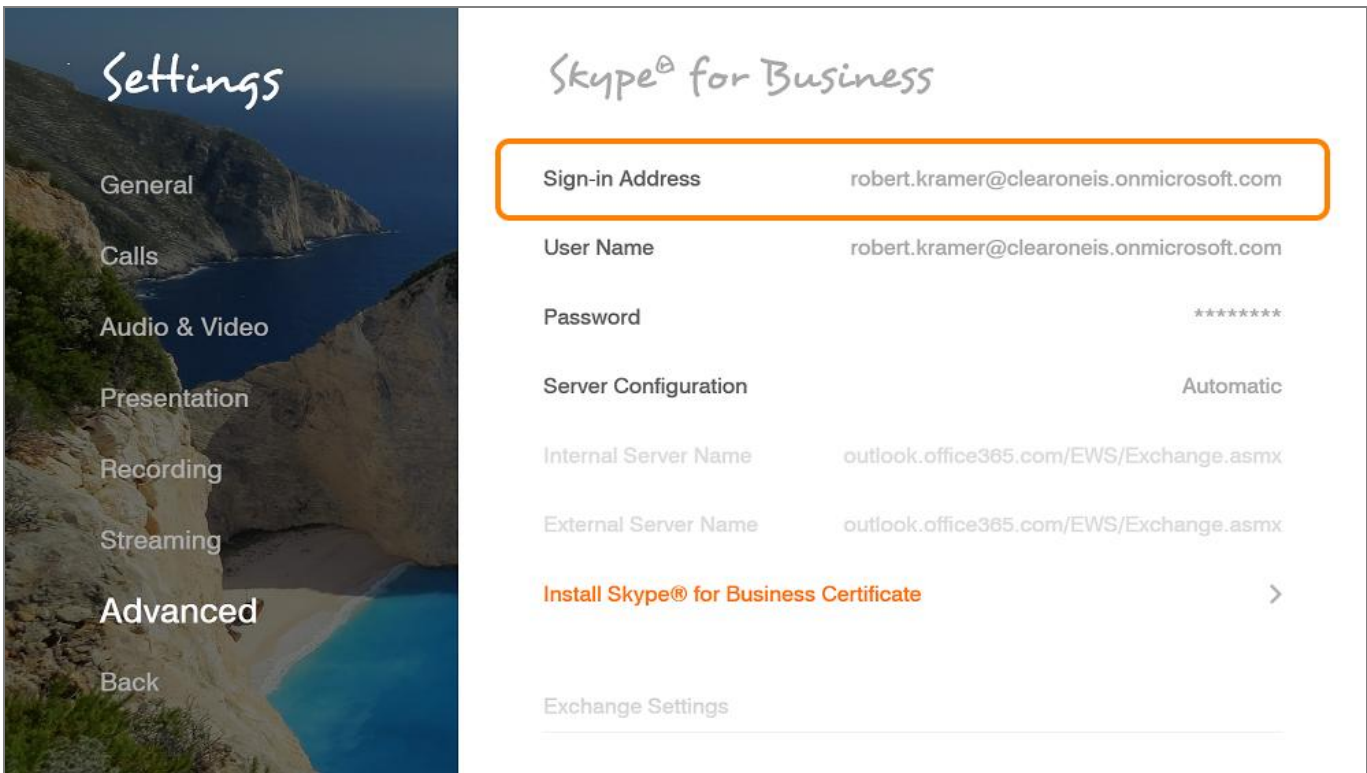 Settings
General
Calls
Audio & Video
Presentation
Recording
Streaming
Advanced
Back
Skype® for Business
Sign-in Address robert.kramer@clearoneis.onmicrosoft.com
User Name robert.kramer@clearoneis.onmicrosoft.com
Password ********
Server Configuration Automatic
Internal Server Name outlook.office365.com/EWS/Exchange.asmx
External Server Name outlook.office365.com/EWS/Exchange.asmx
Install Skype® for Business Certificate >
Exchange Settings